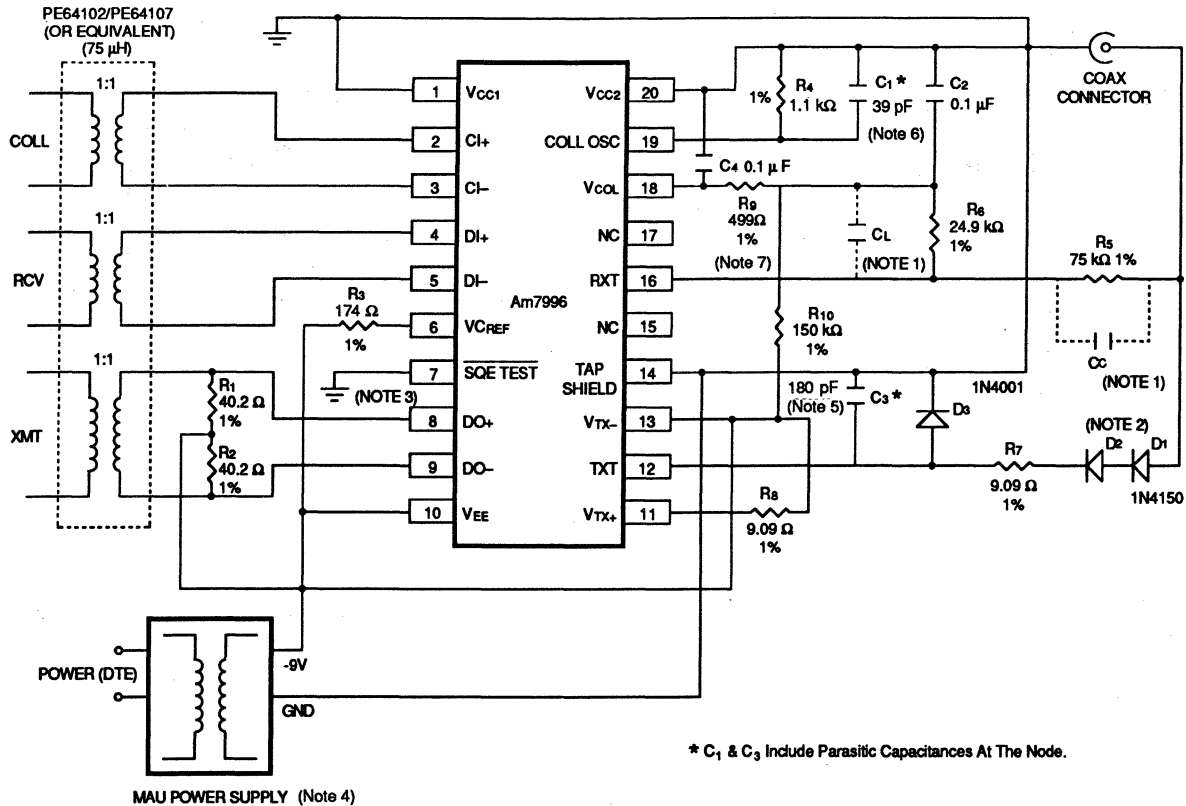 PE64102/PE64107
(OR EQUIVALENT)
(75 µH)
1:1
COLL
1:1
RCV
1:1
XMT
R1
40.2 Ω
1%
R2
40.2 Ω
1%
R3
174 Ω
1%
(NOTE 3)
1 VCC1
2 CI+
3 CI–
4 DI+
5 DI–
6 VCREF
7 SQE TEST
8 DO+
9 DO–
10 VEE
Am7996
VCC2 20
COLL OSC 19
VCOL 18
NC 17
RXT 16
NC 15
TAP SHIELD 14
VTX– 13
TXT 12
VTX+ 11
1%
R4
1.1 kΩ
C1 *
39 pF
(Note 6)
C2
0.1 µF
COAX
CONNECTOR
C4 0.1 µ F
R9
499Ω
1%
(Note 7)
CL
(NOTE 1)
R6
24.9 kΩ
1%
R5
75 kΩ 1%
CC
(NOTE 1)
R10
150 kΩ
1%
180 pF
(Note 5)
C3 *
D3
1N4001
(NOTE 2)
D2
D1
1N4150
R7
9.09 Ω
1%
R8
9.09 Ω
1%
POWER (DTE)
-9V
GND
MAU POWER SUPPLY (Note 4)
* C1 & C3 Include Parasitic Capacitances At The Node.